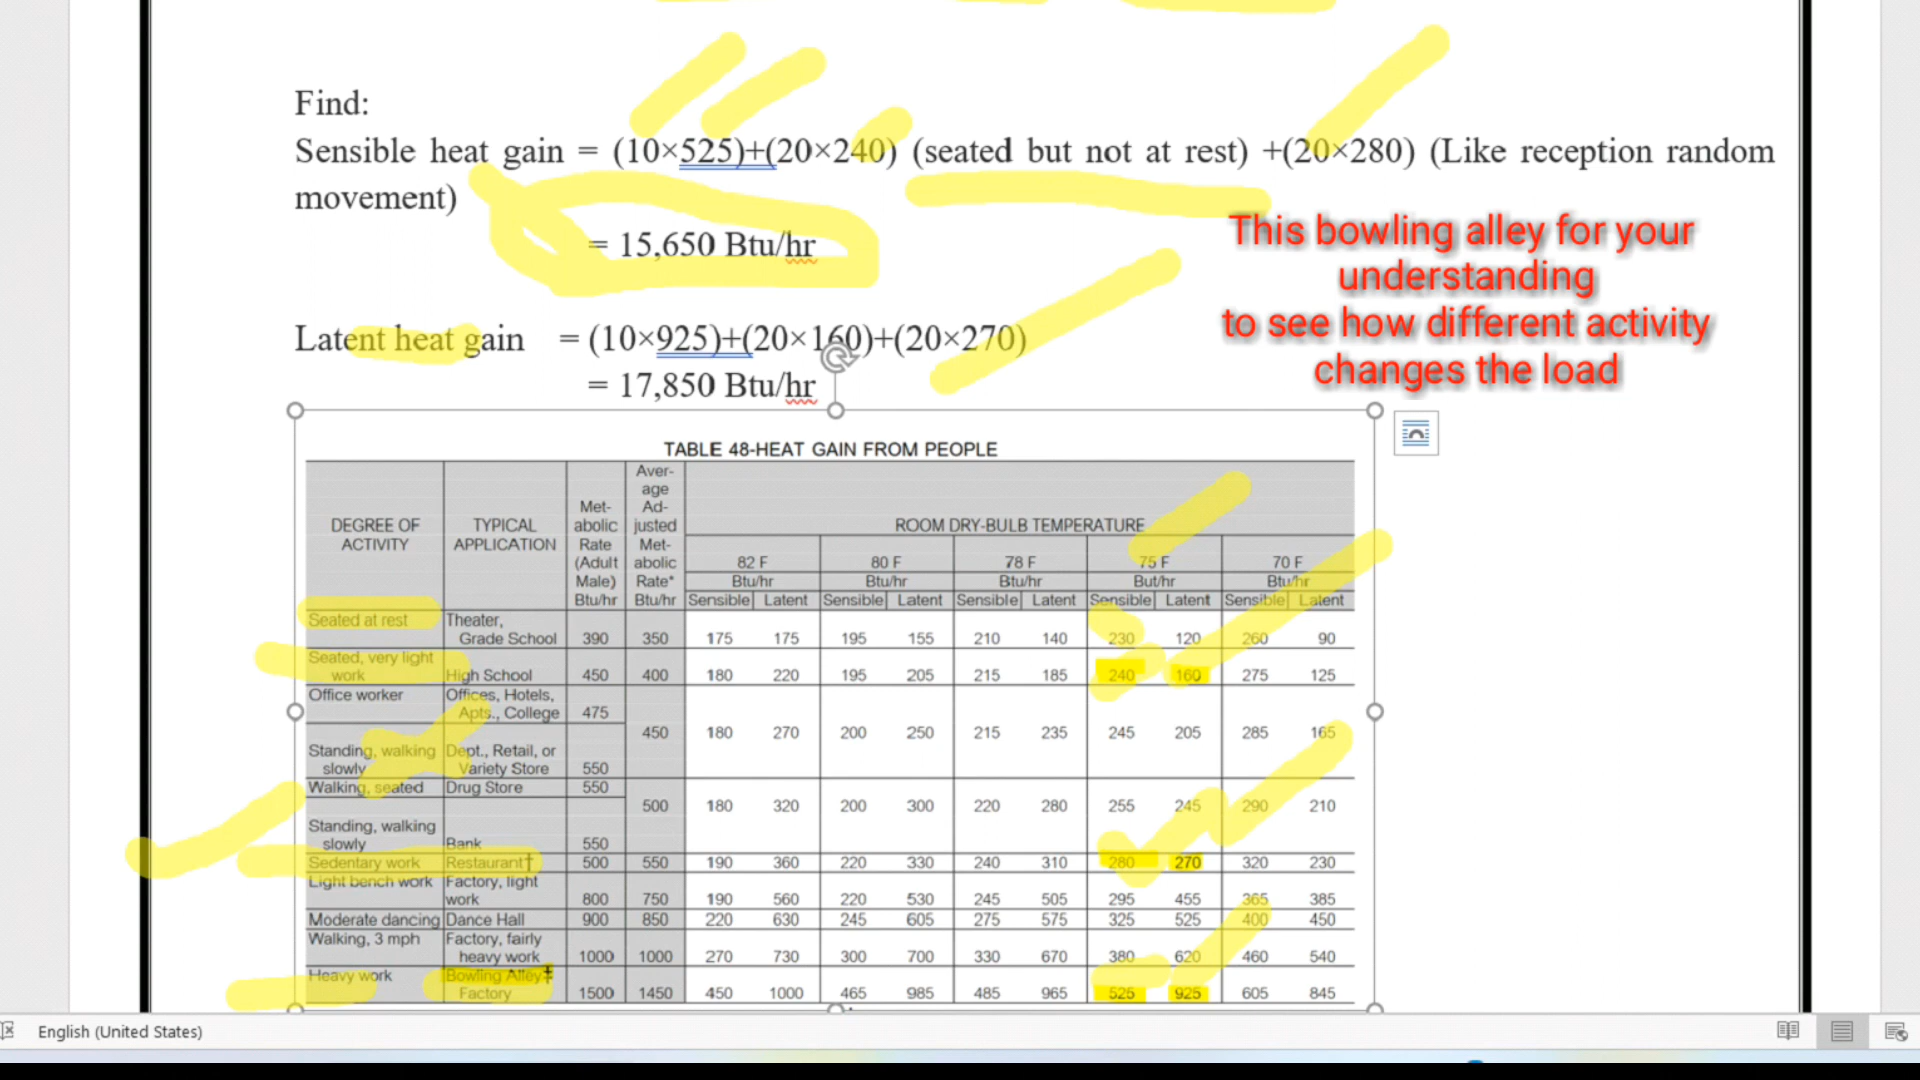 Find:
Sensible heat gain = (10×525)+(20×240) (seated but not at rest) +(20×280) (Like reception random
movement)
= 15,650 Btu/hr
This bowling alley for your
understanding
to see how different activity
changes the load
Latent heat gain = (10×925)+(20×160)+(20×270)
= 17,850 Btu/hr
TABLE 48-HEAT GAIN FROM PEOPLE
DEGREE OF
ACTIVITY
TYPICAL
APPLICATION
Met-
abolic
Rate
(Adult
Male)
Btu/hr
Aver-
age
Ad-
justed
Met-
abolic
Rate*
Btu/hr
ROOM DRY-BULB TEMPERATURE
82 F 80 F 78 F 75 F 70 F
Btu/hr Btu/hr Btu/hr But/hr Btu/hr
Sensible Latent Sensible Latent Sensible Latent Sensible Latent Sensible Latent
Seated at rest Theater,
Grade School 390 350 175 175 195 155 210 140 230 120 260 90
Seated, very light
work High School 450 400 180 220 195 205 215 185 240 160 275 125
Office worker Offices, Hotels,
Apts., College 475
450 180 270 200 250 215 235 245 205 285 165
Standing, walking Dept., Retail, or
slowly Variety Store 550
Walking, seated Drug Store 550
500 180 320 200 300 220 280 255 245 290 210
Standing, walking
slowly Bank 550
Sedentary work Restaurant† 500 550 190 360 220 330 240 310 280 270 320 230
Light bench work Factory, light
work 800 750 190 560 220 530 245 505 295 455 365 385
Moderate dancing Dance Hall 900 850 220 630 245 605 275 575 325 525 400 450
Walking, 3 mph Factory, fairly
heavy work 1000 1000 270 730 300 700 330 670 380 620 460 540
Heavy work Bowling Alley‡
Factory 1500 1450 450 1000 465 985 485 965 525 925 605 845
English (United States)